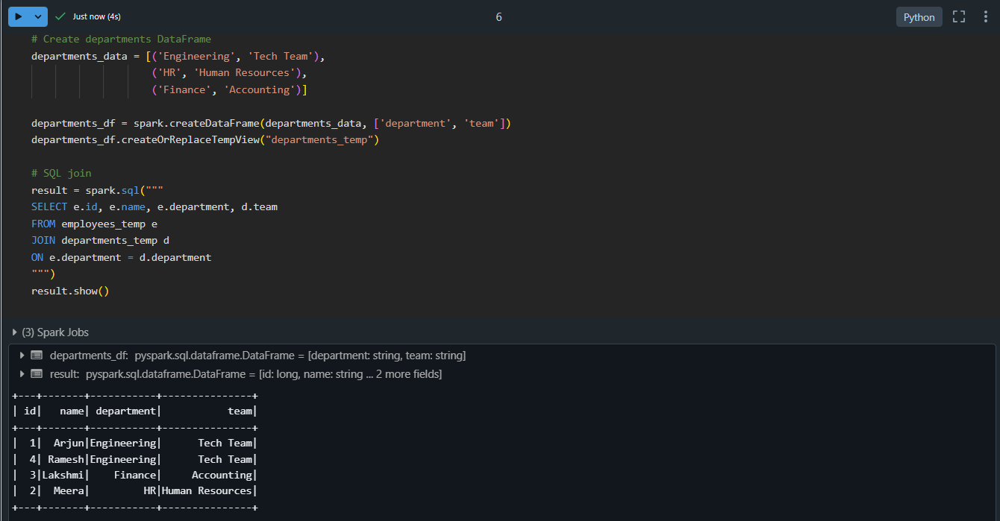 Just now (4s)
6
Python
# Create departments DataFrame
departments_data = [('Engineering', 'Tech Team'),
('HR', 'Human Resources'),
('Finance', 'Accounting')]
departments_df = spark.createDataFrame(departments_data, ['department', 'team'])
departments_df.createOrReplaceTempView("departments_temp")
# SQL join
result = spark.sql("""
SELECT e.id, e.name, e.department, d.team
FROM employees_temp e
JOIN departments_temp d
ON e.department = d.department
""")
result.show()
(3) Spark Jobs
departments_df: pyspark.sql.dataframe.DataFrame = [department: string, team: string]
result: pyspark.sql.dataframe.DataFrame = [id: long, name: string ... 2 more fields]
+---+-------+-----------+---------------+
| id|   name| department|           team|
+---+-------+-----------+---------------+
|  1|  Arjun|Engineering|      Tech Team|
|  4| Ramesh|Engineering|      Tech Team|
|  3|Lakshmi|    Finance|     Accounting|
|  2|  Meera|         HR|Human Resources|
+---+-------+-----------+---------------+